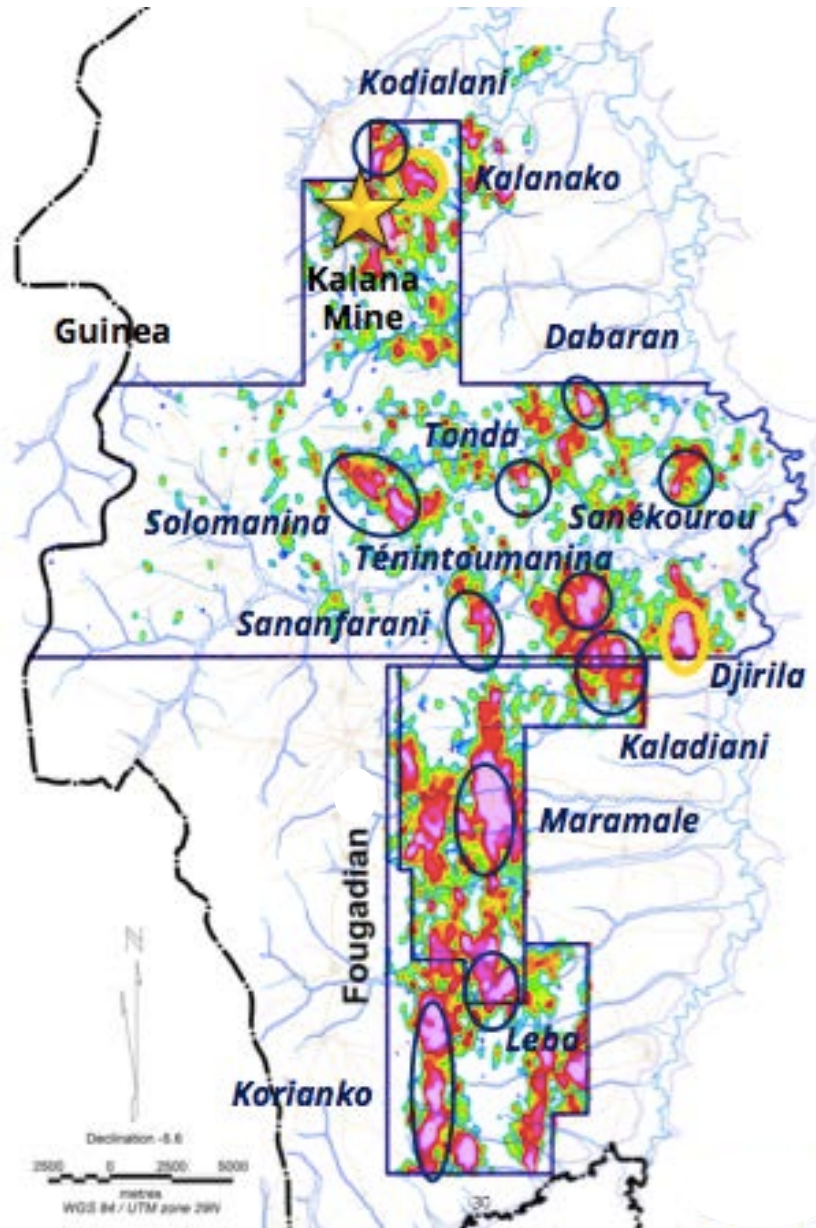 Kodialani
Kalanako
Kalana
Mine
Guinea
Dabaran
Tonda
Solomanina
Sanékourou
Ténintoumanina
Sananfarani
Djirila
Kaladiani
Maramale
Fougadian
Leba
Korianko
N
Declination -5.6
2500 0 2500 5000
metres
WGS 84 / UTM zone 29N
30